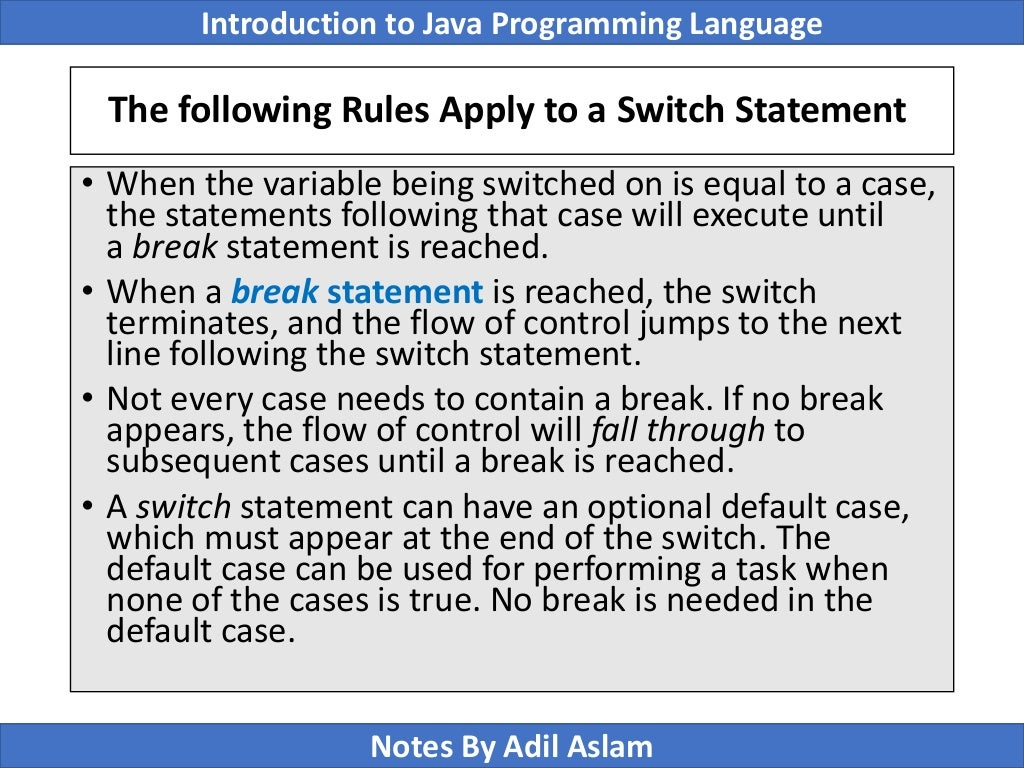 Introduction to Java Programming Language
The following Rules Apply to a Switch Statement
• When the variable being switched on is equal to a case,
the statements following that case will execute until
a break statement is reached.
• When a break statement is reached, the switch
terminates, and the flow of control jumps to the next
line following the switch statement.
• Not every case needs to contain a break. If no break
appears, the flow of control will fall through to
subsequent cases until a break is reached.
• A switch statement can have an optional default case,
which must appear at the end of the switch. The
default case can be used for performing a task when
none of the cases is true. No break is needed in the
default case.
Notes By Adil Aslam